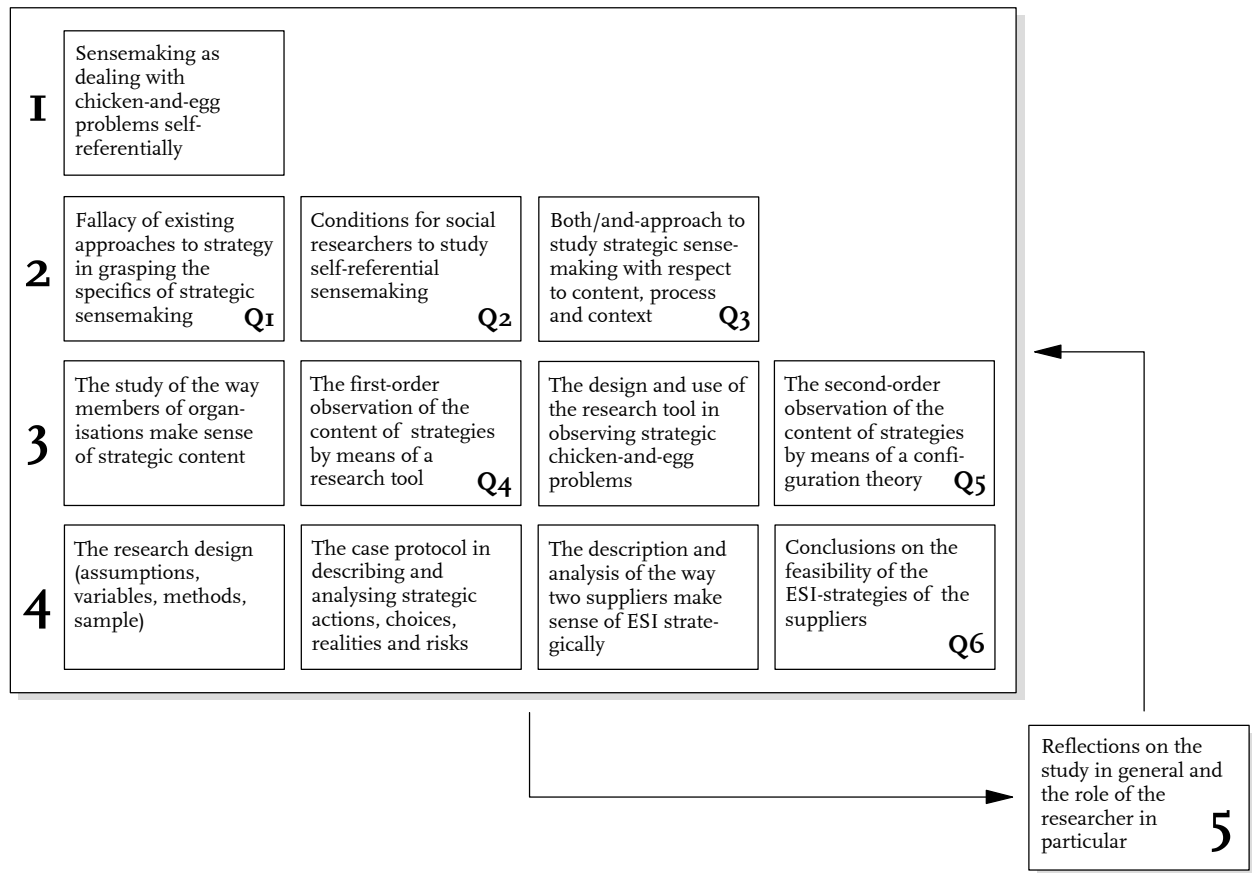 1
Sensemaking as
dealing with
chicken-and-egg
problems self-
referentially
2
Fallacy of existing
approaches to strategy
in grasping the
specifics of strategic
sensemaking
Q1
Conditions for social
researchers to study
self-referential
sensemaking
Q2
Both/and-approach to
study strategic sense-
making with respect
to content, process
and context
Q3
3
The study of the way
members of organ-
isations make sense
of strategic content
The first-order
observation of the
content of strategies
by means of a
research tool
Q4
The design and use of
the research tool in
observing strategic
chicken-and-egg
problems
The second-order
observation of the
content of strategies
by means of a confi-
guration theory
Q5
4
The research design
(assumptions,
variables, methods,
sample)
The case protocol in
describing and
analysing strategic
actions, choices,
realities and risks
The description and
analysis of the way
two suppliers make
sense of ESI strate-
gically
Conclusions on the
feasibility of the
ESI-strategies of the
suppliers
Q6
Reflections on the
study in general and
the role of the
researcher in
particular
5